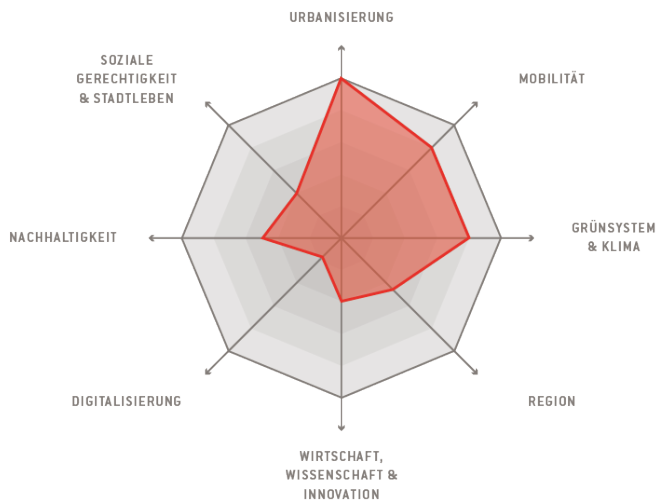 URBANISIERUNG
MOBILITÄT
GRÜNSYSTEM
& KLIMA
REGION
WIRTSCHAFT,
WISSENSCHAFT &
INNOVATION
DIGITALISIERUNG
NACHHALTIGKEIT
SOZIALE
GERECHTIGKEIT
& STADTLEBEN